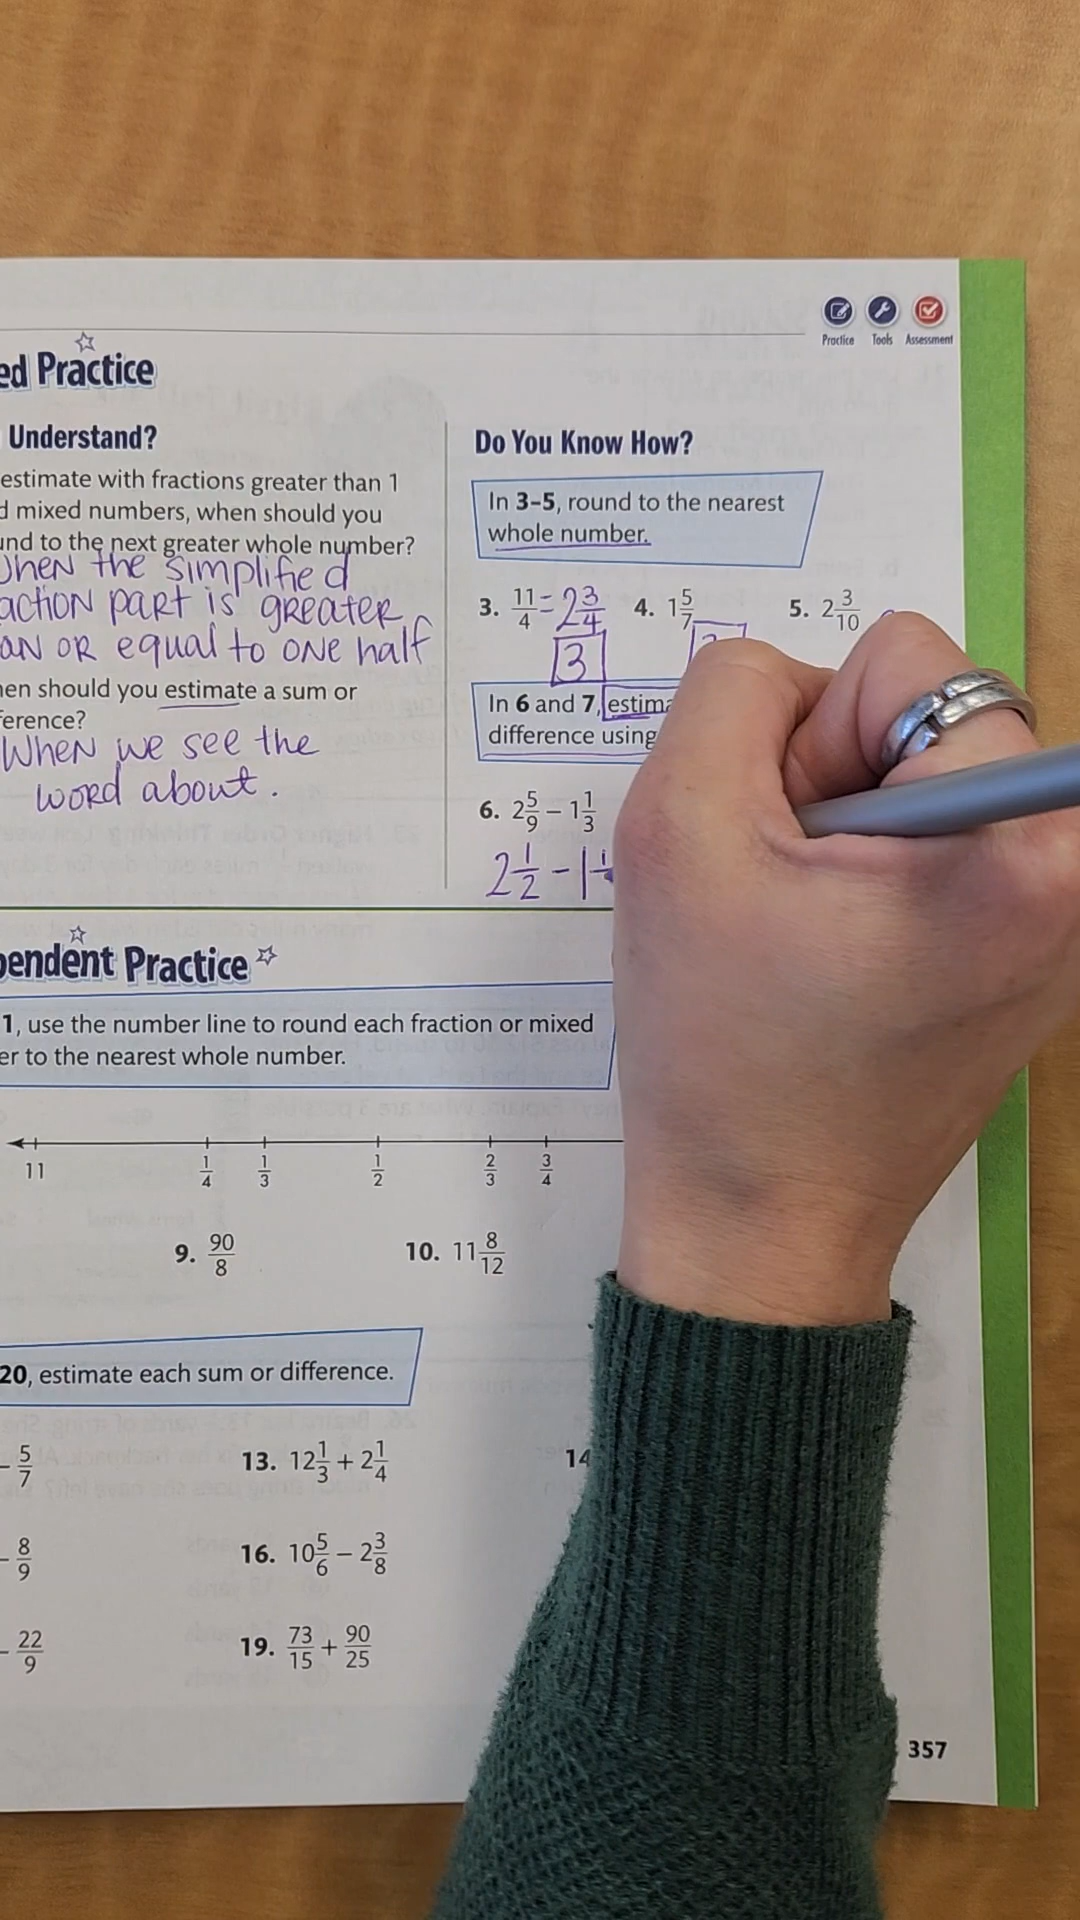 Practice Tools Assessment
ed Practice
Understand?
estimate with fractions greater than 1
d mixed numbers, when should you
und to the next greater whole number?
When the simplified
action part is greater
an OR equal to one half
hen should you estimate a sum or
ference?
When we see the
word about.
Do You Know How?
In 3–5, round to the nearest
whole number.
3. 11/4 = 2 3/4 4. 1 5/7 5. 2 3/10
3
In 6 and 7, estima
difference using
6. 2 5/9 − 1 1/3
2 1/2 − 1
pendent Practice
1, use the number line to round each fraction or mixed
er to the nearest whole number.
11 1/4 1/3 1/2 2/3 3/4
9. 90/8 10. 11 8/12
20, estimate each sum or difference.
− 5/7 13. 12 1/3 + 2 1/4 14
− 8/9 16. 10 5/6 − 2 3/8
− 22/9 19. 73/15 + 90/25
357